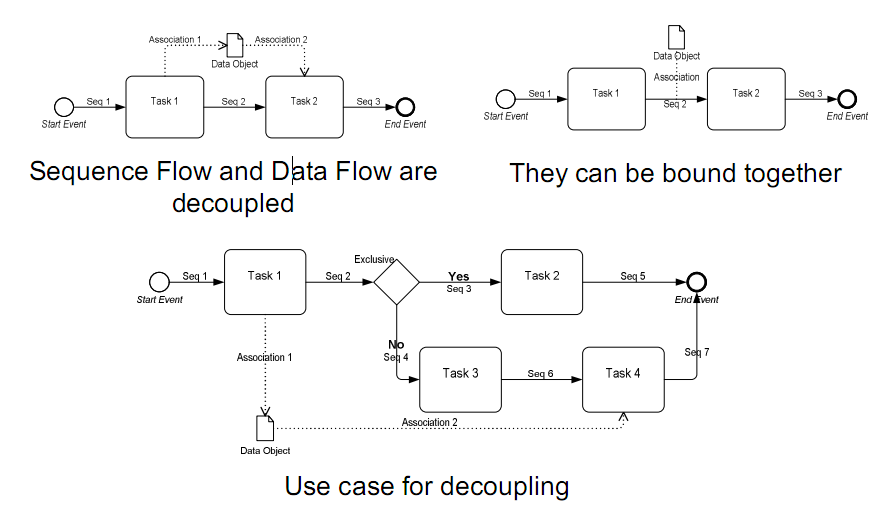 Association 1
Association 2
Data Object
Seq 1
Task 1
Seq 2
Task 2
Seq 3
Start Event
End Event
Sequence Flow and Data Flow are
decoupled
Data Object
Association
Seq 1
Task 1
Seq 2
Task 2
Seq 3
Start Event
End Event
They can be bound together
Exclusive
Seq 1
Task 1
Seq 2
Yes
Seq 3
Task 2
Seq 5
Start Event
End Event
No
Seq 4
Association 1
Task 3
Seq 6
Task 4
Seq 7
Association 2
Data Object
Use case for decoupling